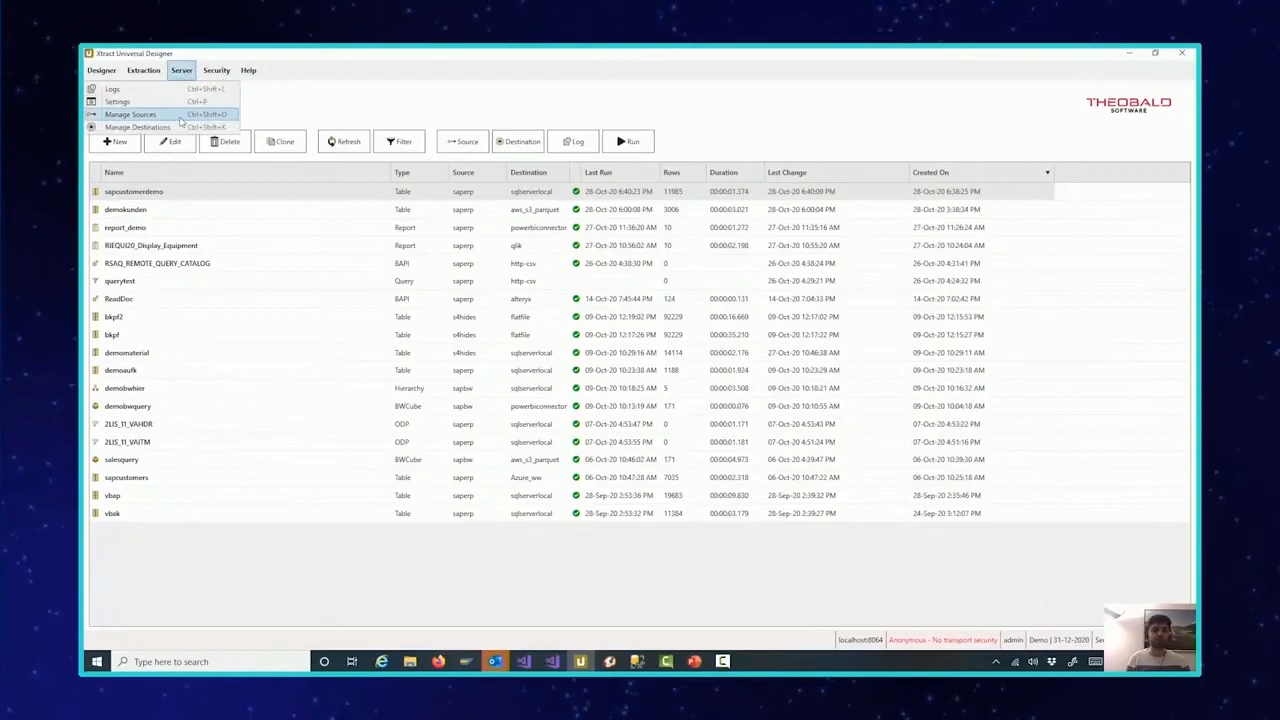 Xtract Universal Designer
Designer Extraction Server Security Help
Logs Ctrl+Shift+L
Settings Ctrl+P
Manage Sources Ctrl+Shift+O
Manage Destinations Ctrl+Shift+K
THEOBALD
SOFTWARE
New Edit Delete Clone Refresh Filter Source Destination Log Run
Name Type Source Destination Last Run Rows Duration Last Change Created On
sapcustomerdemo Table saperp sqlserverlocal 28-Oct-20 6:40:23 PM 11985 00:00:01.374 28-Oct-20 6:40:09 PM 28-Oct-20 6:38:25 PM
demokunden Table saperp aws_s3_parquet 28-Oct-20 6:00:08 PM 3006 00:00:03.021 28-Oct-20 6:00:04 PM 28-Oct-20 3:38:34 PM
report_demo Report saperp powerbiconnector 27-Oct-20 11:36:20 AM 10 00:00:01.272 27-Oct-20 11:35:16 AM 27-Oct-20 11:26:24 AM
RIEQUI20_Display_Equipment Report saperp qlik 27-Oct-20 10:56:02 AM 10 00:00:02.198 27-Oct-20 10:55:20 AM 27-Oct-20 10:24:04 AM
RSAQ_REMOTE_QUERY_CATALOG BAPI saperp http-csv 26-Oct-20 4:38:30 PM 0 26-Oct-20 4:38:24 PM 26-Oct-20 4:31:41 PM
querytest Query saperp http-csv 0 26-Oct-20 4:29:21 PM 26-Oct-20 4:24:32 PM
ReadDoc BAPI saperp alteryx 14-Oct-20 7:45:44 PM 124 00:00:00.131 14-Oct-20 7:04:33 PM 14-Oct-20 7:02:42 PM
bkpf2 Table s4hides flatfile 09-Oct-20 12:19:02 PM 92229 00:00:16.669 09-Oct-20 12:17:02 PM 09-Oct-20 12:15:53 PM
bkpf Table s4hides flatfile 09-Oct-20 12:17:26 PM 92229 00:00:35.210 09-Oct-20 12:17:22 PM 09-Oct-20 12:15:27 PM
demomaterial Table s4hides sqlserverlocal 09-Oct-20 10:29:16 AM 14114 00:00:02.176 27-Oct-20 10:46:38 AM 09-Oct-20 10:29:11 AM
demoaufk Table saperp sqlserverlocal 09-Oct-20 10:23:38 AM 1188 00:00:01.924 09-Oct-20 10:23:29 AM 09-Oct-20 10:23:18 AM
demobwhier Hierarchy sapbw sqlserverlocal 09-Oct-20 10:18:25 AM 5 00:00:03.508 09-Oct-20 10:18:21 AM 09-Oct-20 10:16:32 AM
demobwquery BWCube sapbw powerbiconnector 09-Oct-20 10:13:19 AM 171 00:00:00.076 09-Oct-20 10:10:55 AM 09-Oct-20 10:04:18 AM
2LIS_11_VAHDR ODP saperp sqlserverlocal 07-Oct-20 4:53:47 PM 0 00:00:01.171 07-Oct-20 4:53:43 PM 07-Oct-20 4:53:22 PM
2LIS_11_VAITM ODP saperp sqlserverlocal 07-Oct-20 4:53:55 PM 0 00:00:01.181 07-Oct-20 4:51:24 PM 07-Oct-20 4:51:16 PM
salesquery BWCube sapbw aws_s3_parquet 06-Oct-20 10:46:02 AM 171 00:00:04.973 06-Oct-20 4:39:47 PM 06-Oct-20 10:39:30 AM
sapcustomers Table saperp Azure_ww 06-Oct-20 10:47:28 AM 7035 00:00:02.318 06-Oct-20 10:47:25 AM 06-Oct-20 10:25:18 AM
vbap Table saperp sqlserverlocal 28-Sep-20 2:53:36 PM 19683 00:00:09.830 28-Sep-20 2:39:32 PM 28-Sep-20 2:35:46 PM
vbak Table saperp sqlserverlocal 28-Sep-20 2:53:32 PM 11384 00:00:03.179 28-Sep-20 2:39:27 PM 24-Sep-20 3:12:07 PM
localhost:8064 Anonymous - No transport security admin Demo | 31-12-2020
Type here to search